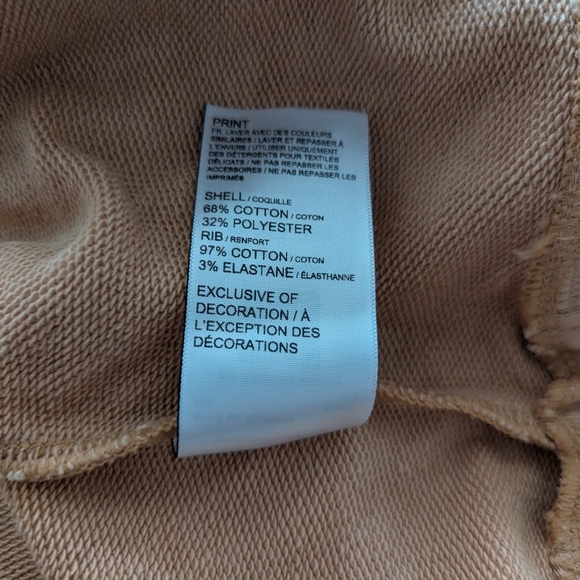 PRINT
FR. LAVER AVEC DES COULEURS
SIMILAIRES / LAVER ET REPASSER À
L'ENVERS / UTILISER UNIQUEMENT
DES DÉTERGENTS POUR TEXTILES
DÉLICATS / NE PAS REPASSER LES
ACCESSOIRES / NE PAS REPASSER LES
IMPRIMÉS
SHELL / COQUILLE
68% COTTON / COTON
32% POLYESTER
RIB / RENFORT
97% COTTON / COTON
3% ELASTANE / ÉLASTHANNE
EXCLUSIVE OF
DECORATION / À
L'EXCEPTION DES
DÉCORATIONS